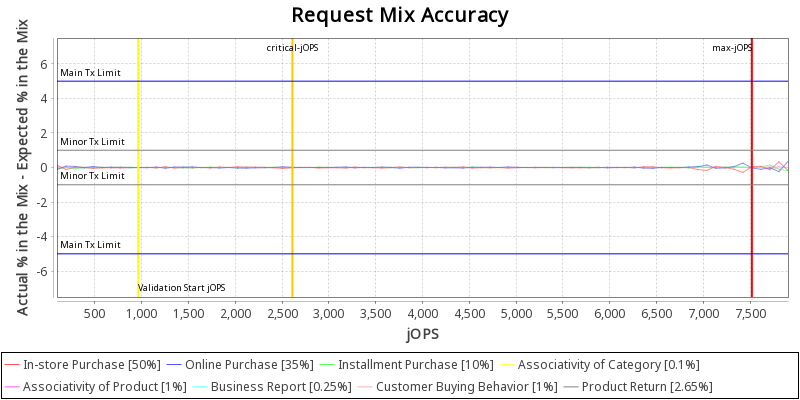 Request Mix Accuracy
Actual % in the Mix - Expected % in the Mix
critical-jOPS
max-jOPS
6
Main Tx Limit
4
2
Minor Tx Limit
0
Minor Tx Limit
-2
-4
Main Tx Limit
-6
Validation Start jOPS
500 1,000 1,500 2,000 2,500 3,000 3,500 4,000 4,500 5,000 5,500 6,000 6,500 7,000 7,500
jOPS
In-store Purchase [50%] Online Purchase [35%] Installment Purchase [10%] Associativity of Category [0.1%]
Associativity of Product [1%] Business Report [0.25%] Customer Buying Behavior [1%] Product Return [2.65%]